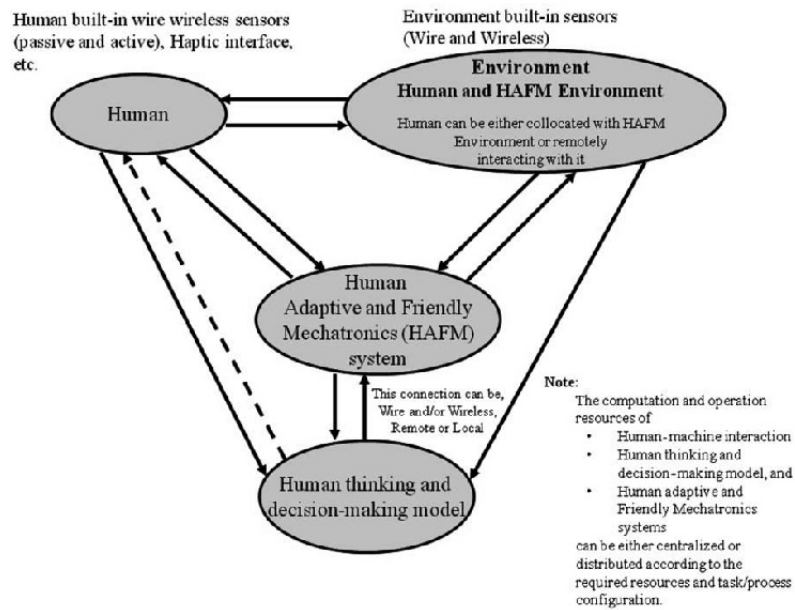 Human built-in wire wireless sensors
(passive and active), Haptic interface,
etc.
Environment built-in sensors
(Wire and Wireless)
Human
Environment
Human and HAFM Environment
Human can be either collocated with HAFM
Environment or remotely
interacting with it
Human
Adaptive and Friendly
Mechatronics (HAFM)
system
This connection can be,
Wire and/or Wireless,
Remote or Local
Human thinking and
decision-making model
Note:
The computation and operation
resources of
• Human-machine interaction
• Human thinking and
decision-making model, and
• Human adaptive and
Friendly Mechatronics
systems
can be either centralized or
distributed according to the
required resources and task/process
configuration.